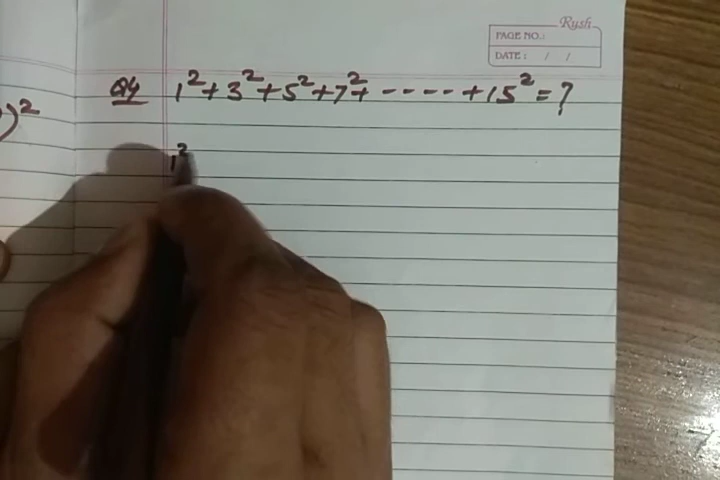 Rysh
PAGE NO.:
DATE: / /
)²
Q4 1² + 3² + 5² + 7² + ----- + 15² = ?
1²